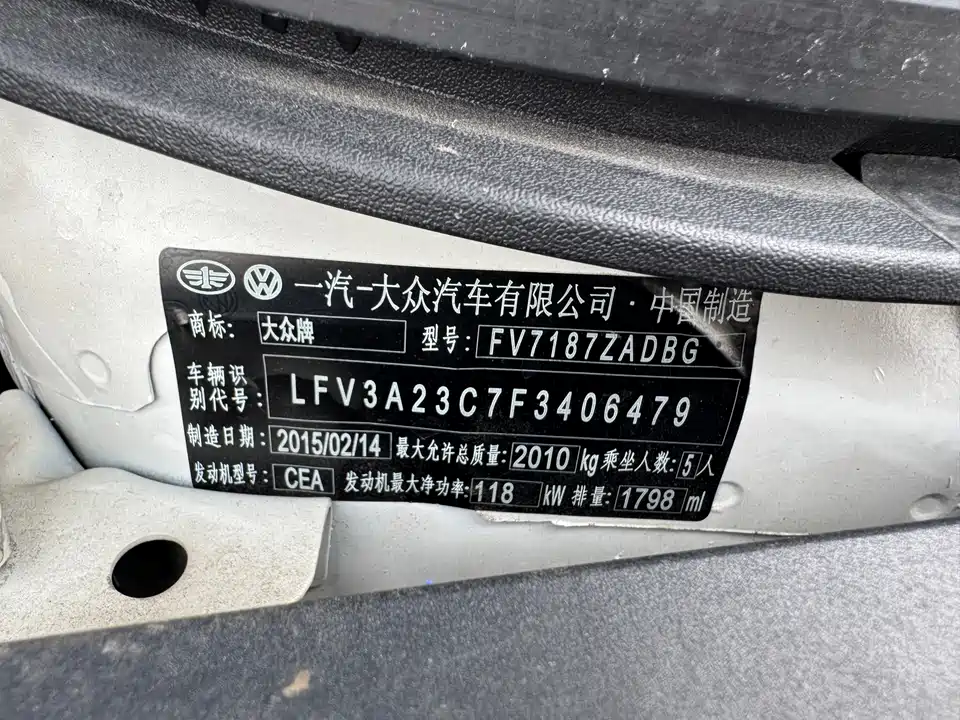 一汽-大众汽车有限公司·中国制造
商标: 大众牌 型号: FV7187ZADBG
车辆识别代号: LFV3A23C7F3406479
制造日期: 2015/02/14 最大允许总质量: 2010 kg 乘坐人数: 5 人
发动机型号: CEA 发动机最大净功率: 118 kW 排量: 1798 ml